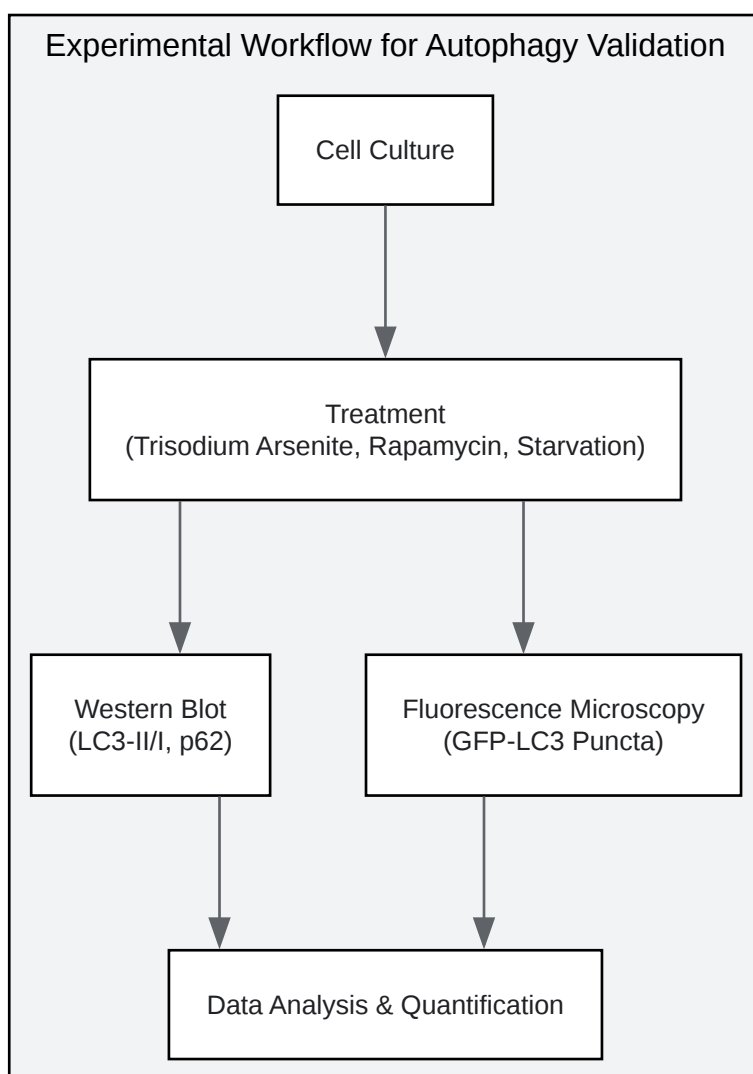 Experimental Workflow for Autophagy Validation
Cell Culture
Treatment
(Trisodium Arsenite, Rapamycin, Starvation)
Western Blot
(LC3-II/I, p62)
Fluorescence Microscopy
(GFP-LC3 Puncta)
Data Analysis & Quantification